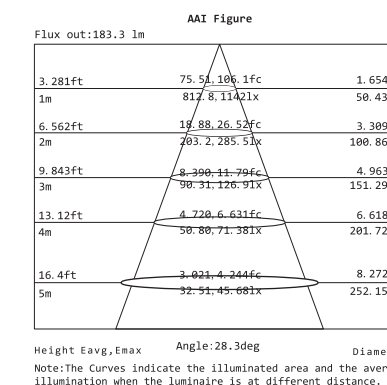 AAI Figure
Flux out:183.3 lm
3.281ft 75.51,106.1fc 1.654
1m 812.8,1142lx 50.43
6.562ft 18.88,26.52fc 3.309
2m 203.2,285.5lx 100.86
9.843ft 8.390,11.79fc 4.963
3m 90.31,126.9lx 151.29
13.12ft 4.720,6.631fc 6.618
4m 50.80,71.38lx 201.72
16.4ft 3.021,4.244fc 8.272
5m 32.51,45.68lx 252.15
Height Eavg,Emax Angle:28.3deg Diame
Note:The Curves indicate the illuminated area and the aver
illumination when the luminaire is at different distance.